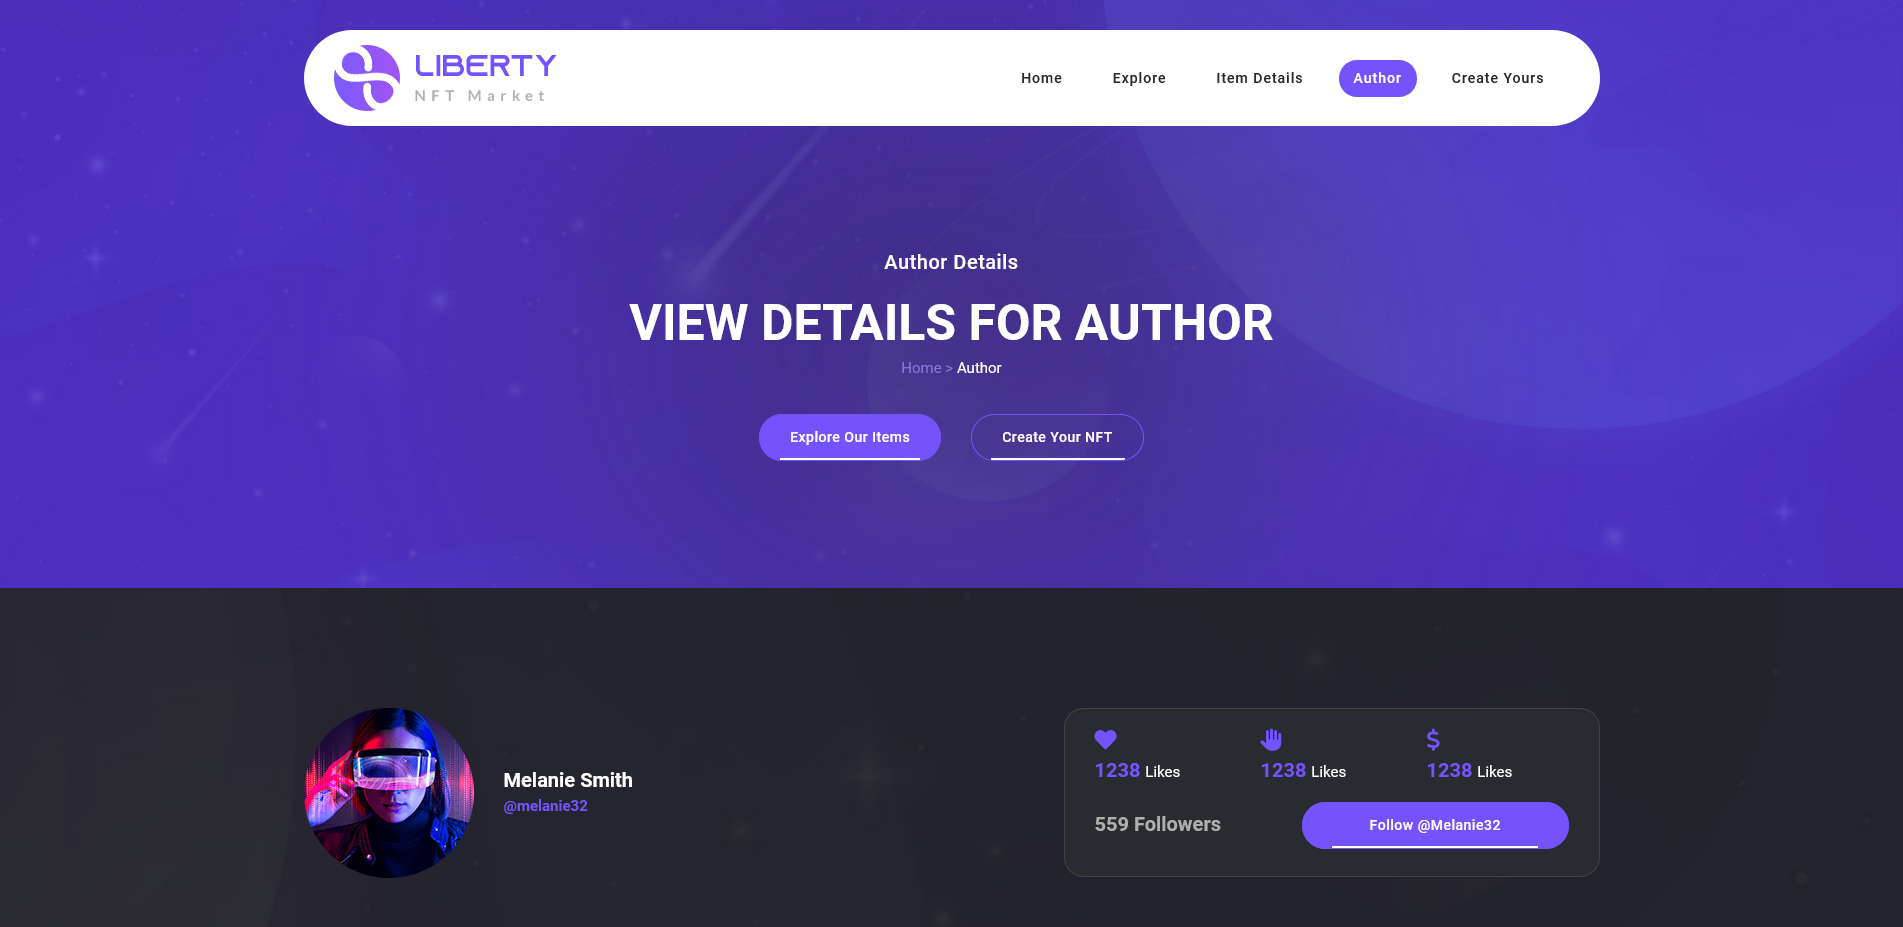 LIBERTY
NFT Market
Home Explore Item Details Author Create Yours
Author Details
VIEW DETAILS FOR AUTHOR
Home > Author
Explore Our Items Create Your NFT
Melanie Smith
@melanie32
1238 Likes 1238 Likes 1238 Likes
559 Followers Follow @Melanie32